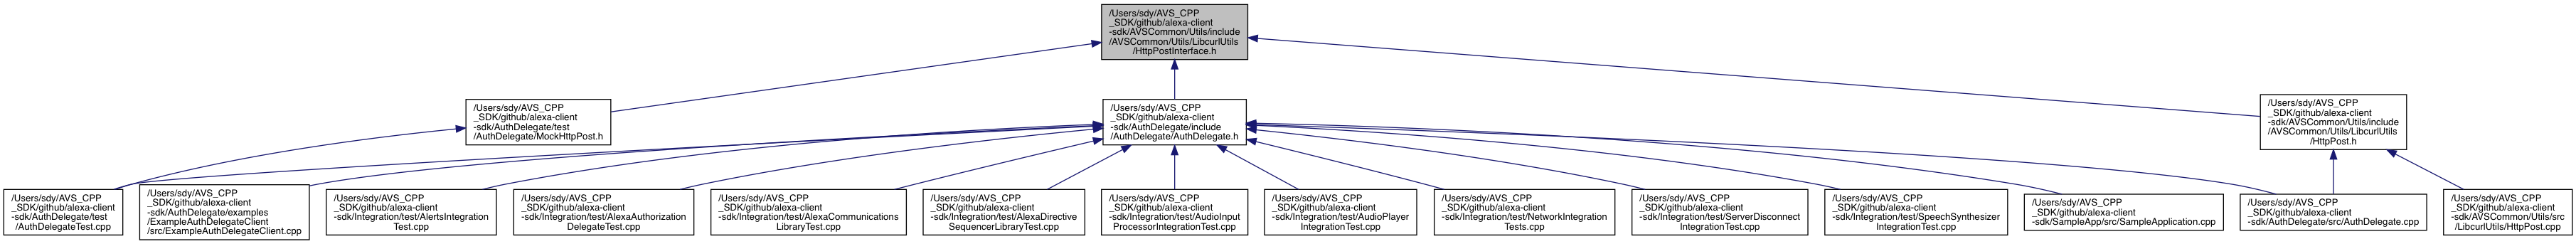 /Users/sdy/AVS_CPP
_SDK/github/alexa-client
-sdk/AVSCommon/Utils/include
/AVSCommon/Utils/LibcurlUtils
/HttpPostInterface.h
/Users/sdy/AVS_CPP
_SDK/github/alexa-client
-sdk/AuthDelegate/test
/AuthDelegate/MockHttpPost.h
/Users/sdy/AVS_CPP
_SDK/github/alexa-client
-sdk/AuthDelegate/include
/AuthDelegate/AuthDelegate.h
/Users/sdy/AVS_CPP
_SDK/github/alexa-client
-sdk/AVSCommon/Utils/include
/AVSCommon/Utils/LibcurlUtils
/HttpPost.h
/Users/sdy/AVS_CPP
_SDK/github/alexa-client
-sdk/AuthDelegate/test
/AuthDelegateTest.cpp
/Users/sdy/AVS_CPP
_SDK/github/alexa-client
-sdk/AuthDelegate/examples
/ExampleAuthDelegateClient
/src/ExampleAuthDelegateClient.cpp
/Users/sdy/AVS_CPP
_SDK/github/alexa-client
-sdk/Integration/test/AlertsIntegration
Test.cpp
/Users/sdy/AVS_CPP
_SDK/github/alexa-client
-sdk/Integration/test/AlexaAuthorization
DelegateTest.cpp
/Users/sdy/AVS_CPP
_SDK/github/alexa-client
-sdk/Integration/test/AlexaCommunications
LibraryTest.cpp
/Users/sdy/AVS_CPP
_SDK/github/alexa-client
-sdk/Integration/test/AlexaDirective
SequencerLibraryTest.cpp
/Users/sdy/AVS_CPP
_SDK/github/alexa-client
-sdk/Integration/test/AudioInput
ProcessorIntegrationTest.cpp
/Users/sdy/AVS_CPP
_SDK/github/alexa-client
-sdk/Integration/test/AudioPlayer
IntegrationTest.cpp
/Users/sdy/AVS_CPP
_SDK/github/alexa-client
-sdk/Integration/test/NetworkIntegration
Tests.cpp
/Users/sdy/AVS_CPP
_SDK/github/alexa-client
-sdk/Integration/test/ServerDisconnect
IntegrationTest.cpp
/Users/sdy/AVS_CPP
_SDK/github/alexa-client
-sdk/Integration/test/SpeechSynthesizer
IntegrationTest.cpp
/Users/sdy/AVS_CPP
_SDK/github/alexa-client
-sdk/SampleApp/src/SampleApplication.cpp
/Users/sdy/AVS_CPP
_SDK/github/alexa-client
-sdk/AuthDelegate/src/AuthDelegate.cpp
/Users/sdy/AVS_CPP
_SDK/github/alexa-client
-sdk/AVSCommon/Utils/src
/LibcurlUtils/HttpPost.cpp